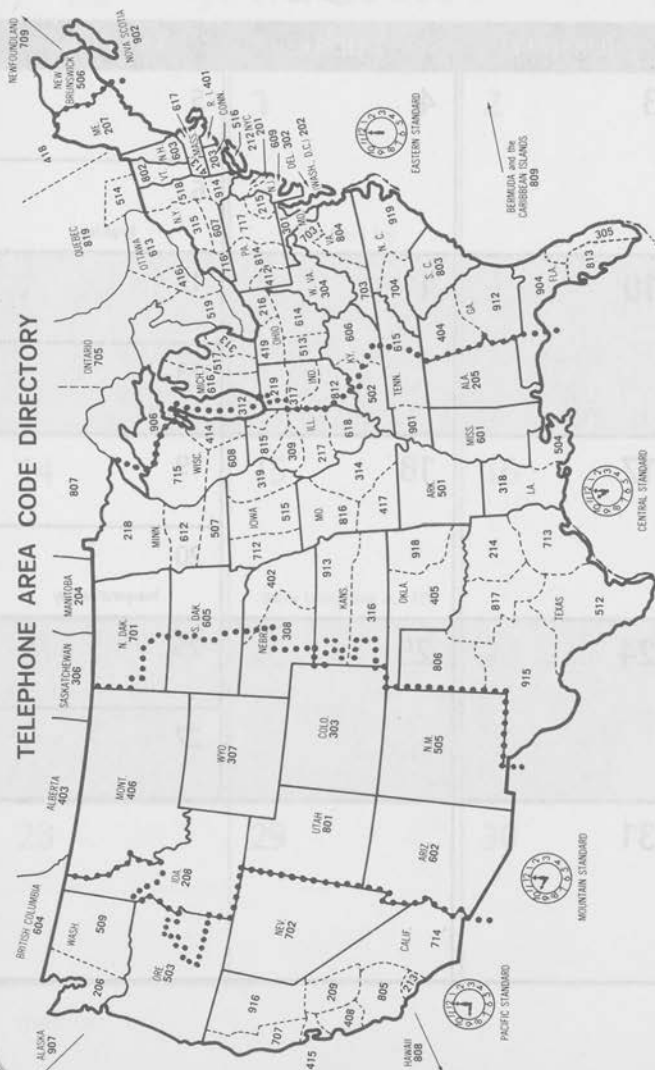 TELEPHONE AREA CODE DIRECTORY
ALASKA
907
BRITISH COLUMBIA
604
ALBERTA
403
SASKATCHEWAN
306
MANITOBA
204
807
ONTARIO
705
QUEBEC
819
418
NEWFOUNDLAND
709
NEW
BRUNSWICK
506
NOVA SCOTIA
902
OTTAWA
613
514
416
519
WASH.
206
509
ORE.
503
IDA.
208
MONT.
406
WYO
307
N. DAK.
701
S. DAK.
605
NEBR.
308
402
MINN.
218
612
507
WISC.
715
414
608
906
MICH.
616
517
313
312
IOWA
712
515
319
ILL.
815
309
217
618
IND.
219
317
812
OHIO
419
216
614
513
PA.
814
412
717
215
N.Y.
716
315
607
518
914
VT.
802
N.H.
603
ME.
207
MASS.
413
617
R. I. 401
CONN.
203
516
212 NYC
201
N.J.
609
DEL
302
WASH. D.C.) 202
MD.
301
W. VA.
304
VA.
703
804
703
KY.
606
502
TENN.
615
901
N. C.
704
919
S. C.
803
GA.
404
912
FLA.
904
813
305
ALA.
205
MISS.
601
LA.
318
504
ARK
501
MO.
816
314
417
KANS.
913
316
OKLA.
918
405
TEXAS
806
817
214
713
915
512
COLO.
303
N.M.
505
UTAH
801
ARIZ.
602
NEV.
702
CALIF.
916
707
415
209
408
805
213
714
HAWAII
808
PACIFIC STANDARD
MOUNTAIN STANDARD
CENTRAL STANDARD
EASTERN STANDARD
BERMUDA and the
CARIBBEAN ISLANDS
809